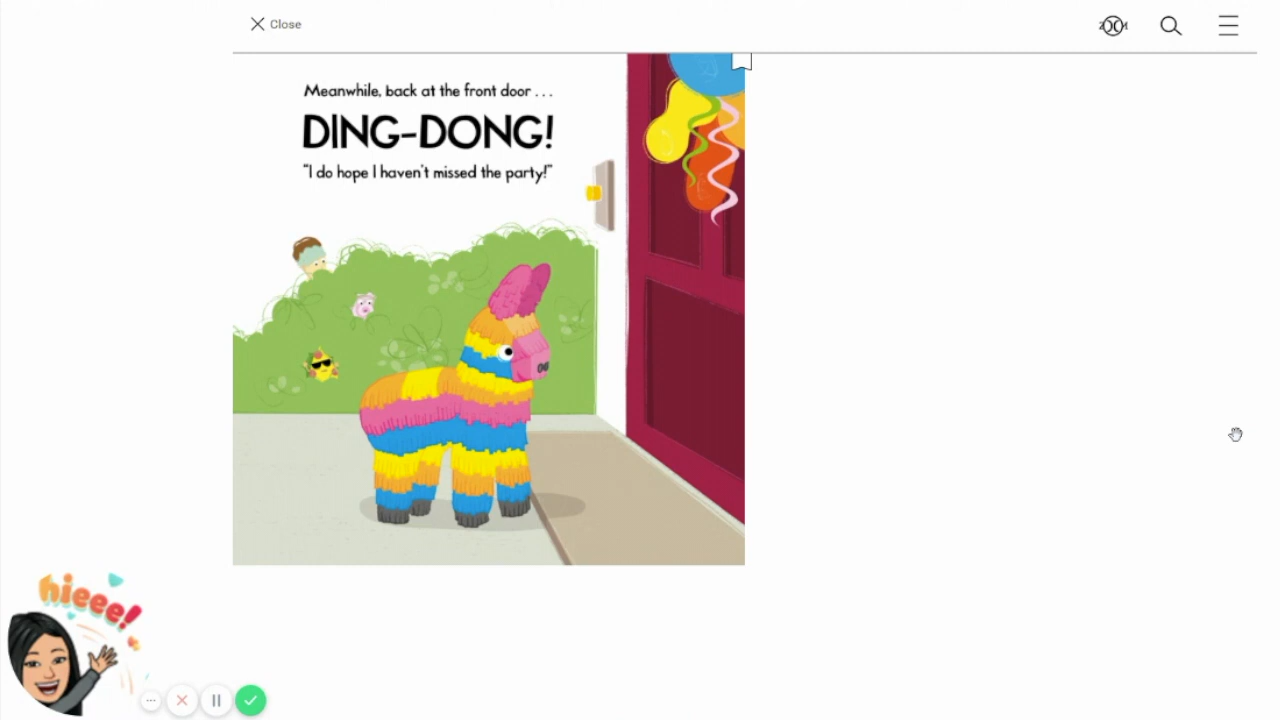 Close
Meanwhile, back at the front door . . .
DING-DONG!
"I do hope I haven't missed the party!"
hieee!